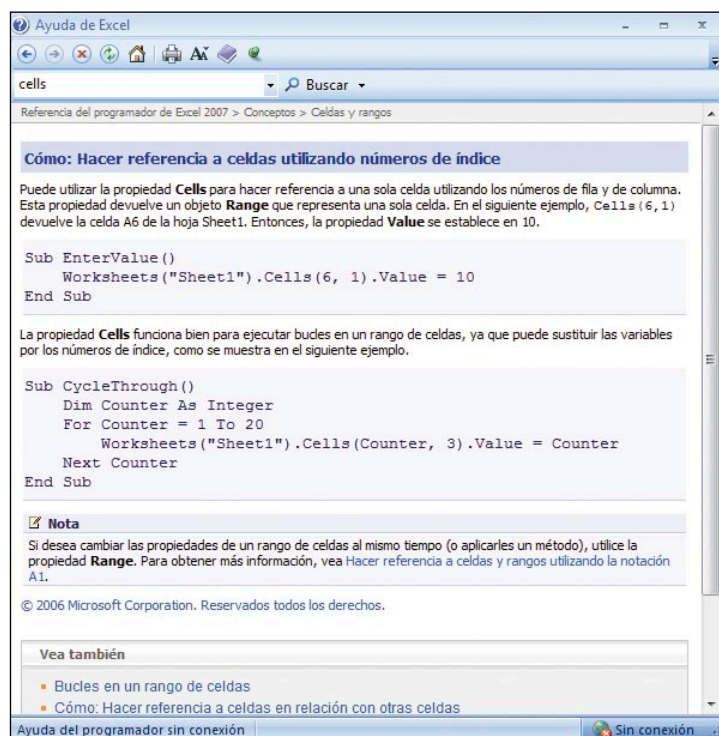 Ayuda de Excel
cells
Buscar
Referencia del programador de Excel 2007 > Conceptos > Celdas y rangos
Cómo: Hacer referencia a celdas utilizando números de índice
Puede utilizar la propiedad Cells para hacer referencia a una sola celda utilizando los números de fila y de columna.
Esta propiedad devuelve un objeto Range que representa una sola celda. En el siguiente ejemplo, Cells(6,1)
devuelve la celda A6 de la hoja Sheet1. Entonces, la propiedad Value se establece en 10.
Sub EnterValue()
    Worksheets("Sheet1").Cells(6, 1).Value = 10
End Sub
La propiedad Cells funciona bien para ejecutar bucles en un rango de celdas, ya que puede sustituir las variables
por los números de índice, como se muestra en el siguiente ejemplo.
Sub CycleThrough()
    Dim Counter As Integer
    For Counter = 1 To 20
        Worksheets("Sheet1").Cells(Counter, 3).Value = Counter
    Next Counter
End Sub
Nota
Si desea cambiar las propiedades de un rango de celdas al mismo tiempo (o aplicarles un método), utilice la
propiedad Range. Para obtener más información, vea Hacer referencia a celdas y rangos utilizando la notación
A1.
© 2006 Microsoft Corporation. Reservados todos los derechos.
Vea también
Bucles en un rango de celdas
Cómo: Hacer referencia a celdas en relación con otras celdas
Ayuda del programador sin conexión
Sin conexión